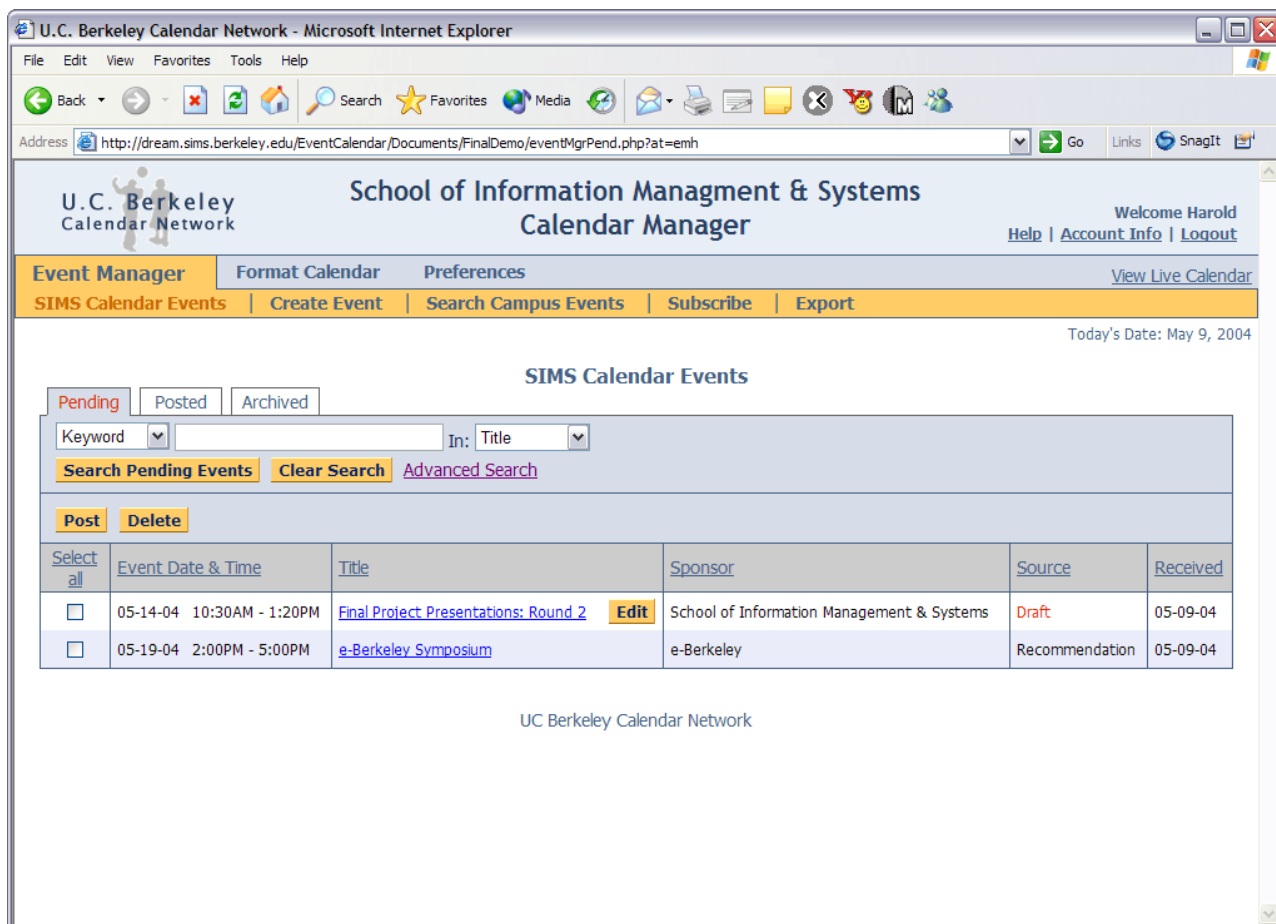 U.C. Berkeley Calendar Network - Microsoft Internet Explorer
File Edit View Favorites Tools Help
Back Search Favorites Media
Address http://dream.sims.berkeley.edu/EventCalendar/Documents/FinalDemo/eventMgrPend.php?at=emh Go Links SnagIt
U.C. Berkeley
Calendar Network
School of Information Managment & Systems
Calendar Manager
Welcome Harold
Help | Account Info | Logout
Event Manager Format Calendar Preferences View Live Calendar
SIMS Calendar Events | Create Event | Search Campus Events | Subscribe | Export
Today's Date: May 9, 2004
SIMS Calendar Events
Pending Posted Archived
Keyword In: Title
Search Pending Events Clear Search Advanced Search
Post Delete
Select all Event Date & Time Title Sponsor Source Received
05-14-04 10:30AM - 1:20PM Final Project Presentations: Round 2 Edit School of Information Management & Systems Draft 05-09-04
05-19-04 2:00PM - 5:00PM e-Berkeley Symposium e-Berkeley Recommendation 05-09-04
UC Berkeley Calendar Network